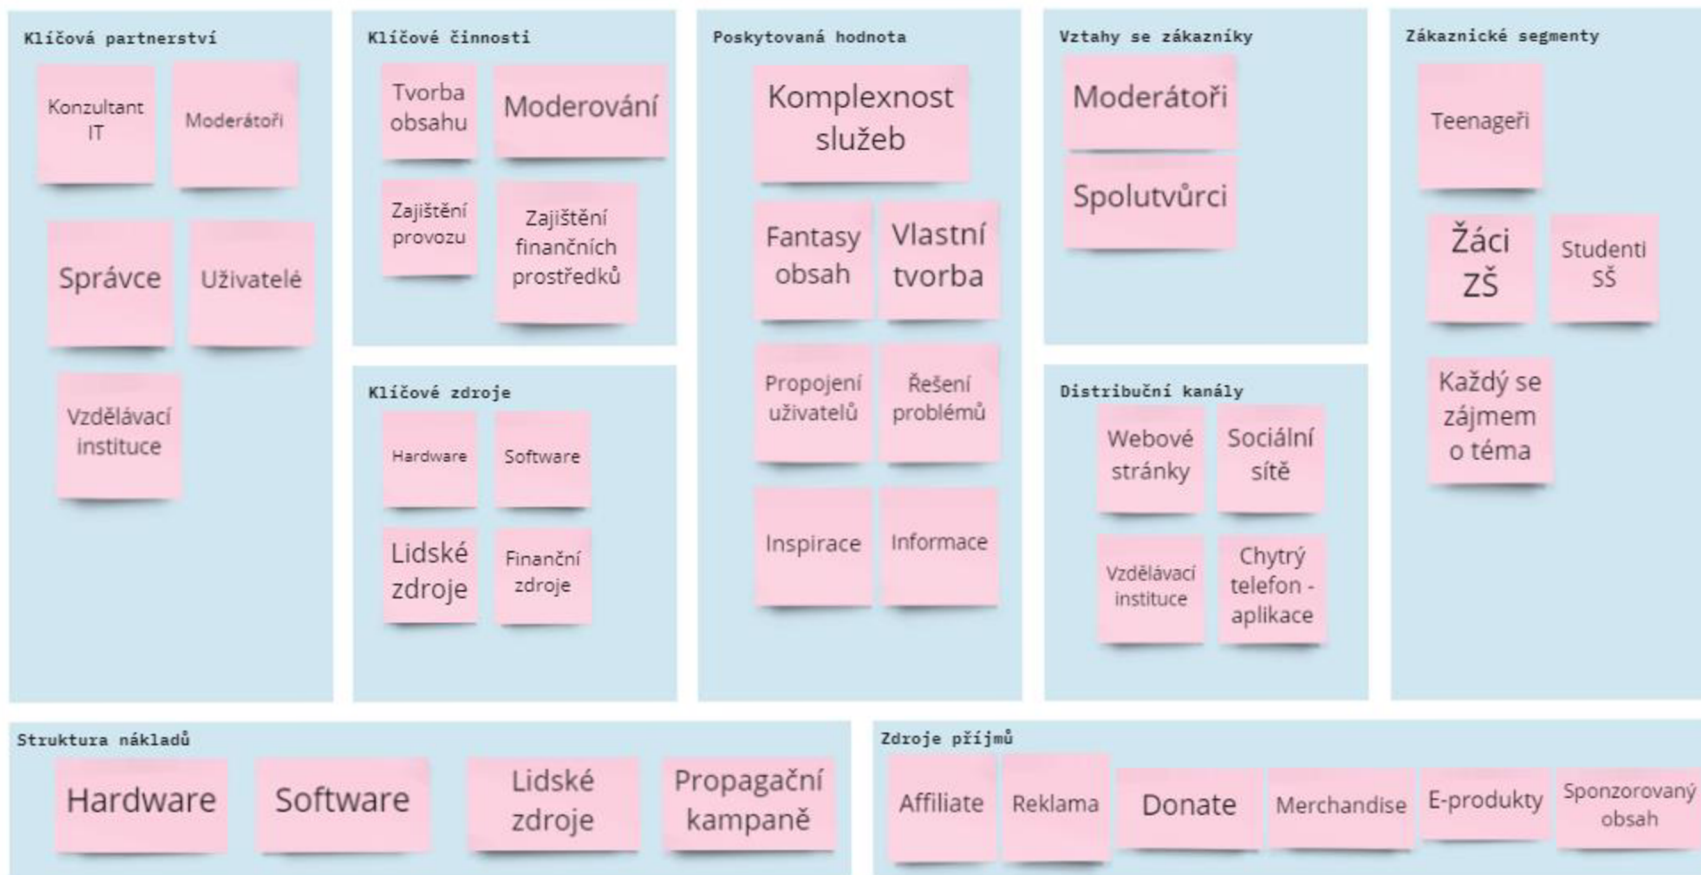 Klíčová partnerství
Konzultant
IT
Moderátoři
Správce
Uživatelé
Vzdělávací
instituce
Klíčové činnosti
Tvorba
obsahu
Moderování
Zajištění
provozu
Zajištění
finančních
prostředků
Klíčové zdroje
Hardware
Software
Lidské
zdroje
Finanční
zdroje
Poskytovaná hodnota
Komplexnost
služeb
Fantasy
obsah
Vlastní
tvorba
Propojení
uživatelů
Řešení
problémů
Inspirace
Informace
Vztahy se zákazníky
Moderátoři
Spolutvůrci
Distribuční kanály
Webové
stránky
Sociální
sítě
Vzdělávací
instituce
Chytrý
telefon -
aplikace
Zákaznické segmenty
Teenageři
Žáci
ZŠ
Studenti
SŠ
Každý se
zájmem
o téma
Struktura nákladů
Hardware
Software
Lidské
zdroje
Propagační
kampaně
Zdroje příjmů
Affiliate
Reklama
Donate
Merchandise
E-produkty
Sponzorovaný
obsah